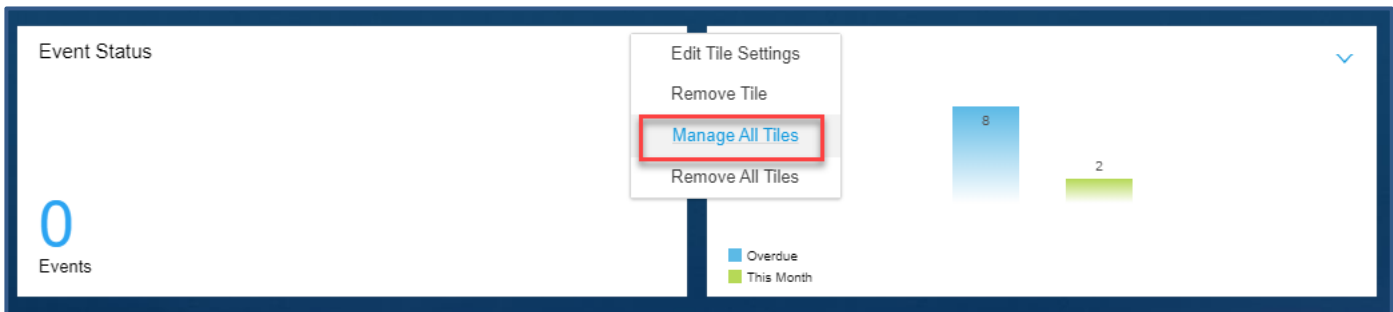 Event Status
0
Events
Edit Tile Settings
Remove Tile
Manage All Tiles
Remove All Tiles
8
2
Overdue
This Month